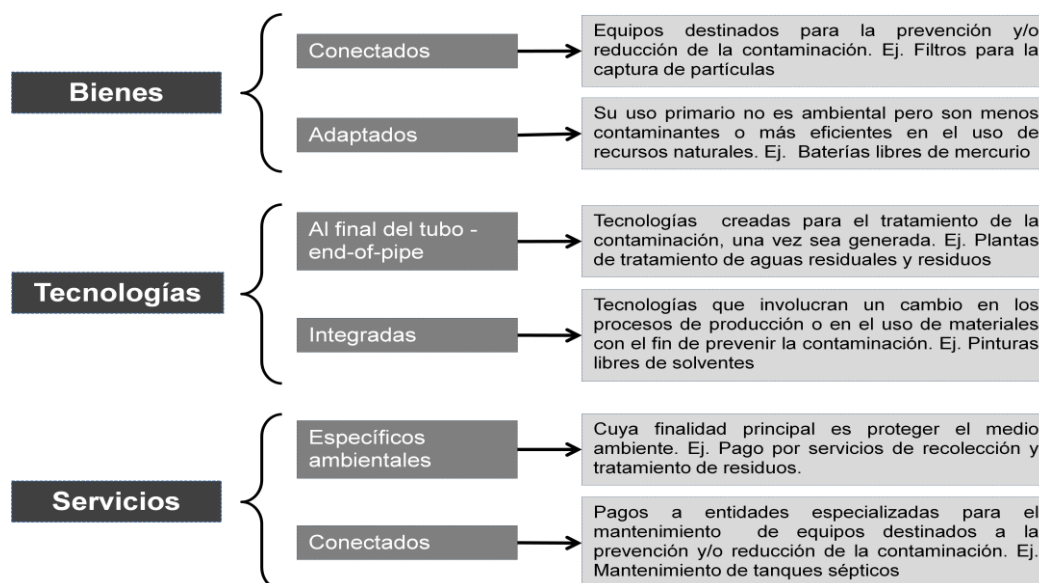 Bienes
Conectados
Equipos destinados para la prevención y/o
reducción de la contaminación. Ej. Filtros para la
captura de partículas
Adaptados
Su uso primario no es ambiental pero son menos
contaminantes o más eficientes en el uso de
recursos naturales. Ej. Baterías libres de mercurio
Tecnologías
Al final del tubo -
end-of-pipe
Tecnologías creadas para el tratamiento de la
contaminación, una vez sea generada. Ej. Plantas
de tratamiento de aguas residuales y residuos
Integradas
Tecnologías que involucran un cambio en los
procesos de producción o en el uso de materiales
con el fin de prevenir la contaminación. Ej. Pinturas
libres de solventes
Servicios
Específicos
ambientales
Cuya finalidad principal es proteger el medio
ambiente. Ej. Pago por servicios de recolección y
tratamiento de residuos.
Conectados
Pagos a entidades especializadas para el
mantenimiento de equipos destinados a la
prevención y/o reducción de la contaminación. Ej.
Mantenimiento de tanques sépticos